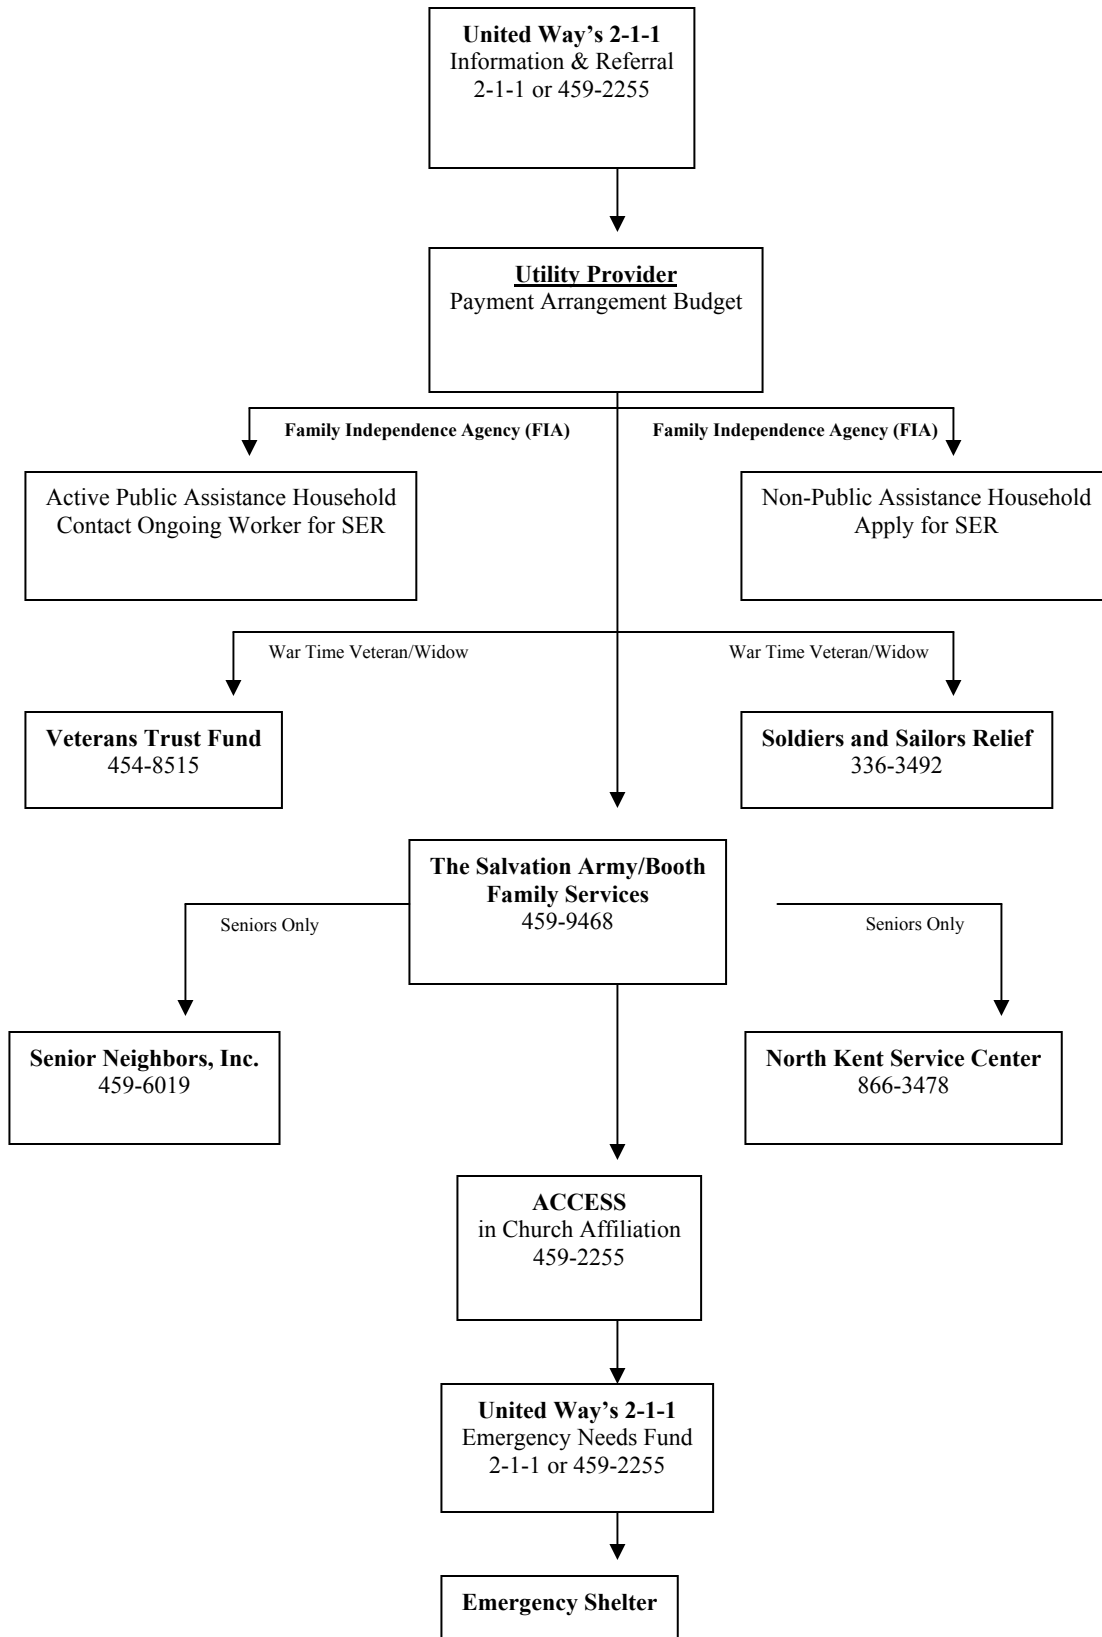 United Way’s 2-1-1
Information & Referral
2-1-1 or 459-2255
Utility Provider
Payment Arrangement Budget
Family Independence Agency (FIA)
Family Independence Agency (FIA)
Active Public Assistance Household
Contact Ongoing Worker for SER
Non-Public Assistance Household
Apply for SER
War Time Veteran/Widow
War Time Veteran/Widow
Veterans Trust Fund
454-8515
Soldiers and Sailors Relief
336-3492
The Salvation Army/Booth
Family Services
459-9468
Seniors Only
Seniors Only
Senior Neighbors, Inc.
459-6019
North Kent Service Center
866-3478
ACCESS
in Church Affiliation
459-2255
United Way’s 2-1-1
Emergency Needs Fund
2-1-1 or 459-2255
Emergency Shelter